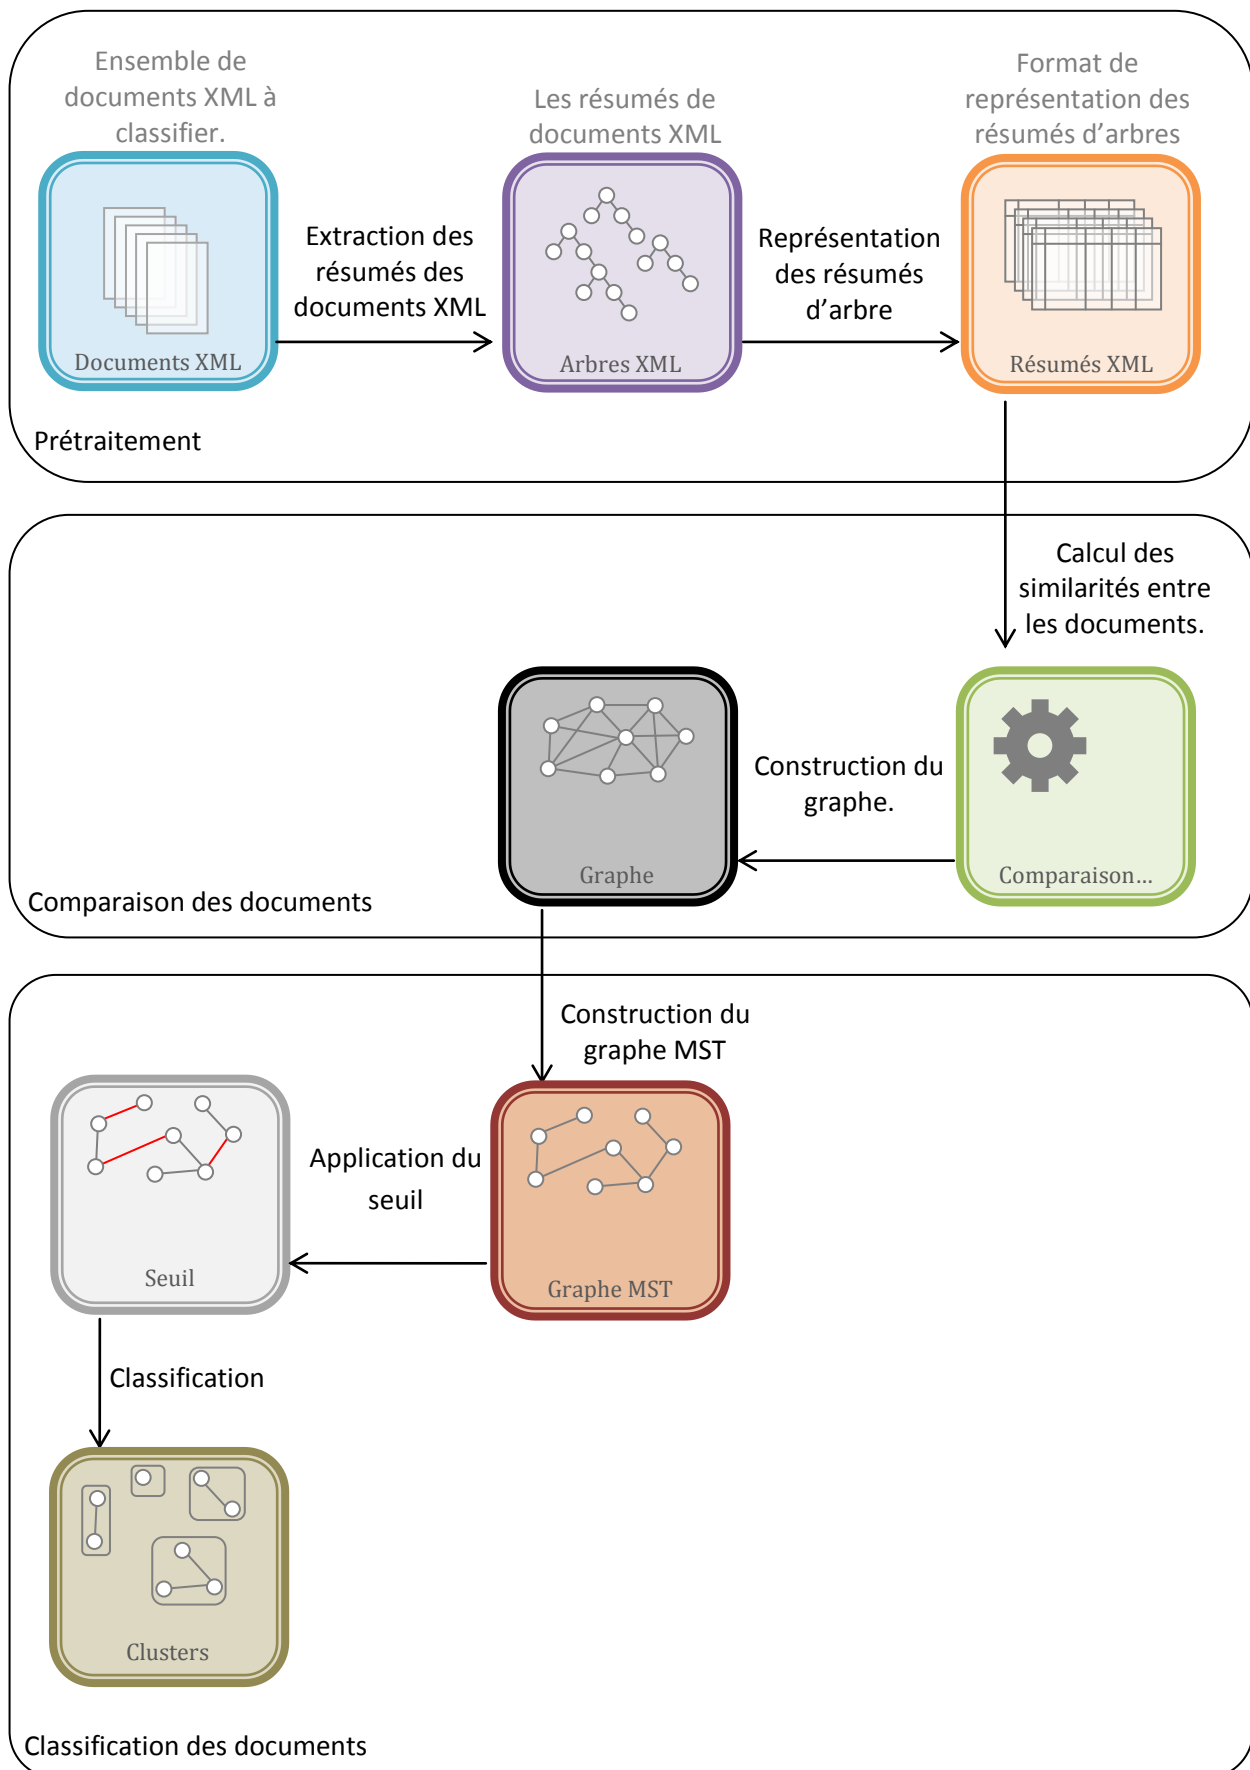 Ensemble de
documents XML à
classifier.
Les résumés de
documents XML
Format de
représentation des
résumés d’arbres
Extraction des
résumés des
documents XML
Représentation
des résumés
d’arbre
Documents XML
Arbres XML
Résumés XML
Prétraitement
Calcul des
similarités entre
les documents.
Construction du
graphe.
Graphe
Comparaison…
Comparaison des documents
Construction du
graphe MST
Application du
seuil
Seuil
Graphe MST
Classification
Clusters
Classification des documents